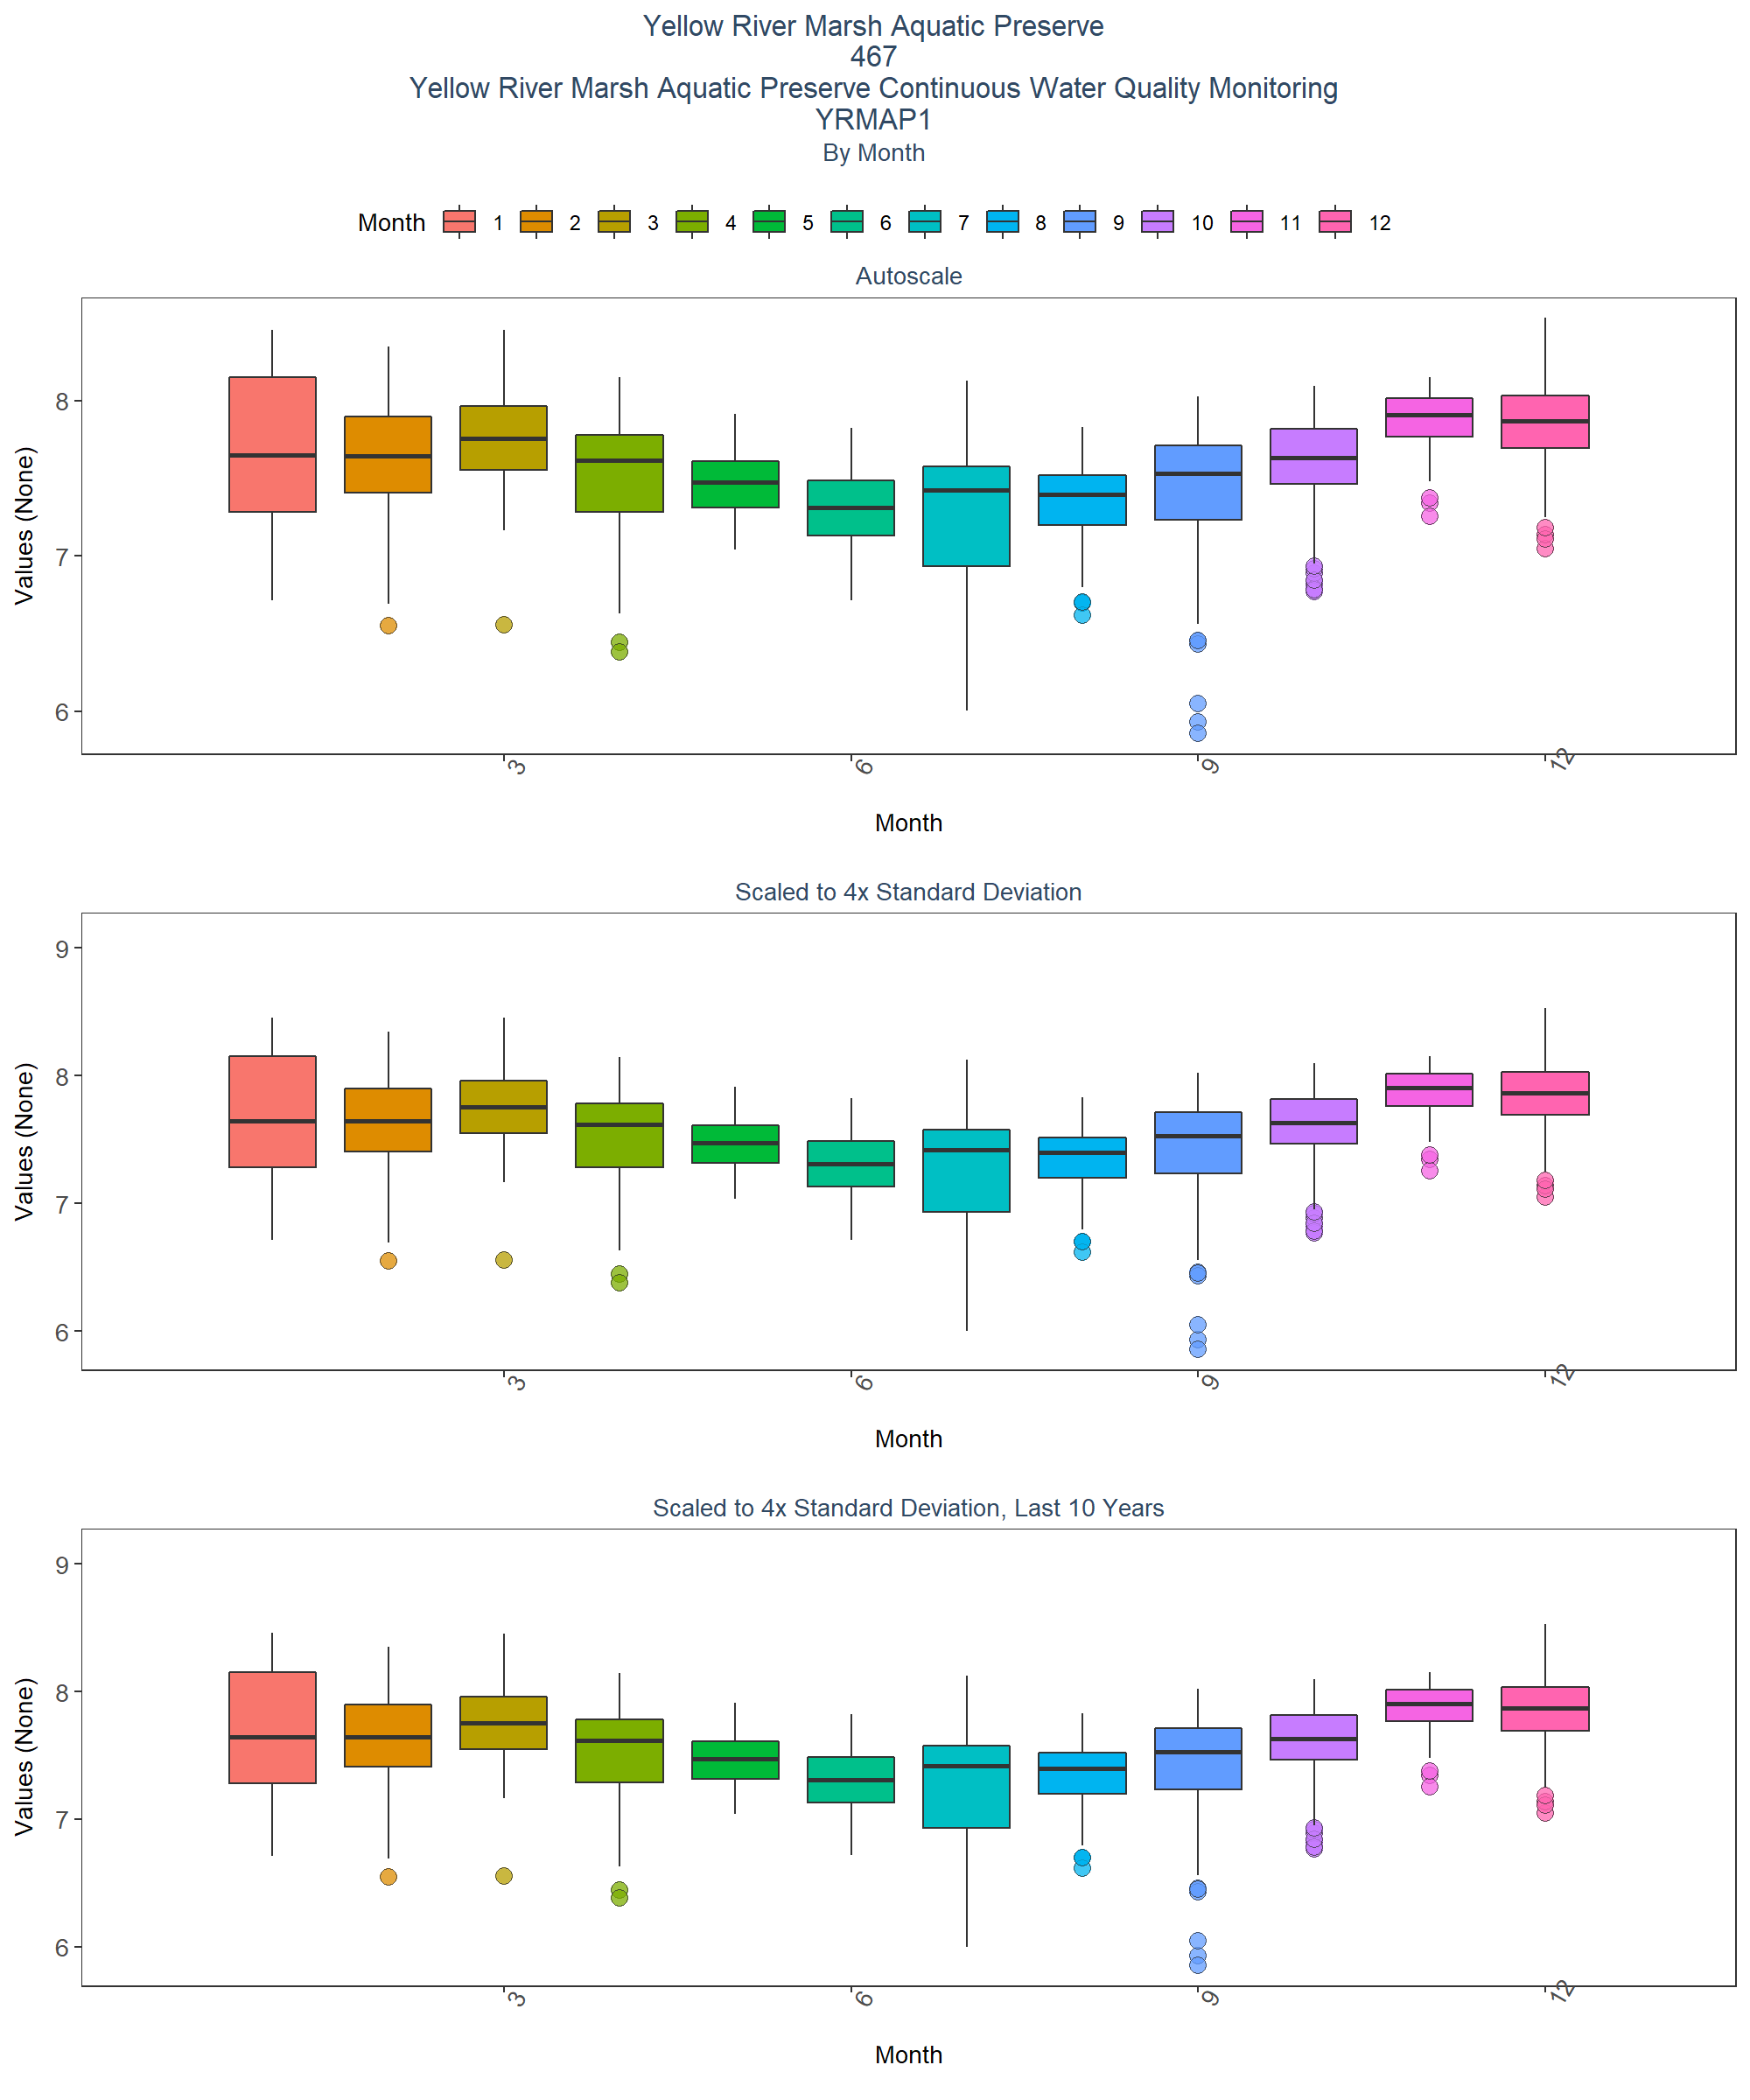 Yellow River Marsh Aquatic Preserve
467
Yellow River Marsh Aquatic Preserve Continuous Water Quality Monitoring
YRMAP1
By Month
Month 1 2 3 4 5 6 7 8 9 10 11 12
Autoscale
Values (None)
8
7
6
3 6 9 12
Month
Scaled to 4x Standard Deviation
Values (None)
9
8
7
6
3 6 9 12
Month
Scaled to 4x Standard Deviation, Last 10 Years
Values (None)
9
8
7
6
3 6 9 12
Month